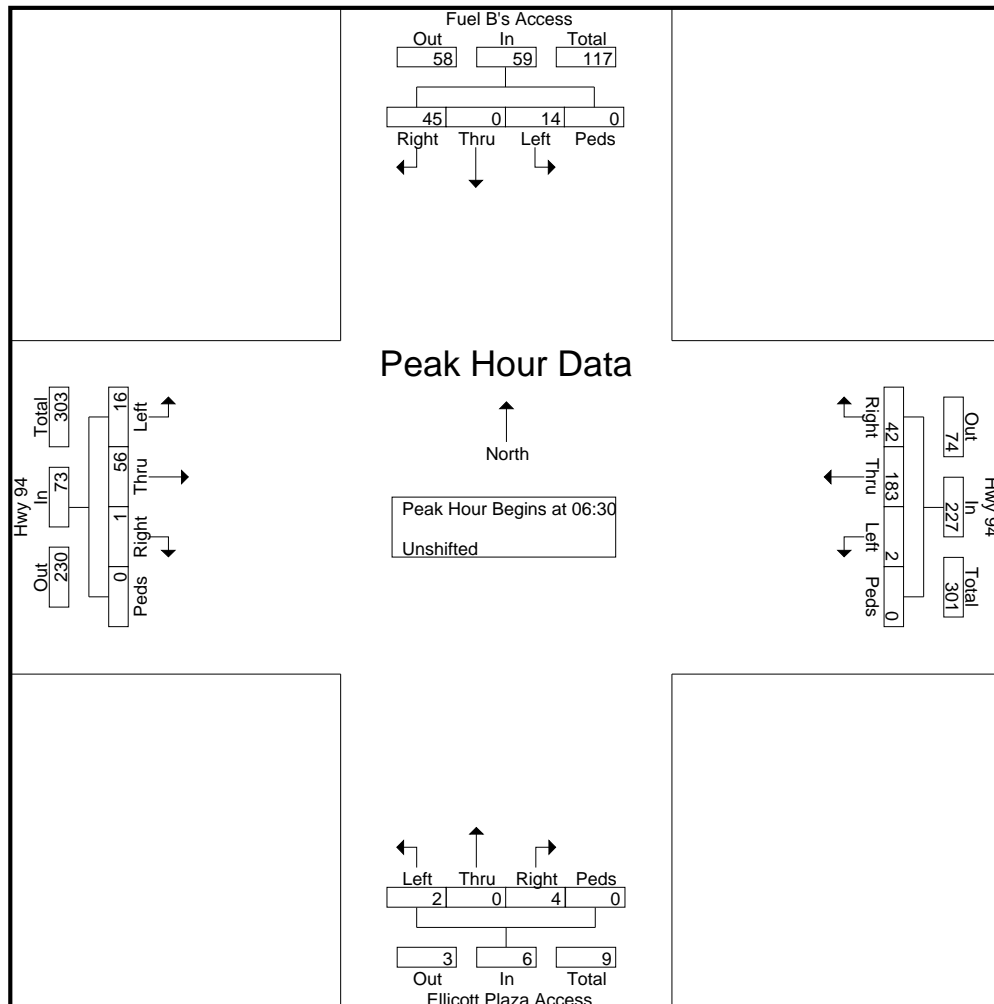 Fuel B's Access
Out In Total
58 59 117
45 0 14 0
Right Thru Left Peds
Peak Hour Data
North
Peak Hour Begins at 06:30
Unshifted
Hwy 94
Out In Total
230 73 303
0 1 56 16
Peds Right Thru Left
Right Thru Left Peds
42 183 2 0
Out In Total
74 227 301
Hwy 94
Left Thru Right Peds
2 0 4 0
3 6 9
Out In Total
Ellicott Plaza Access